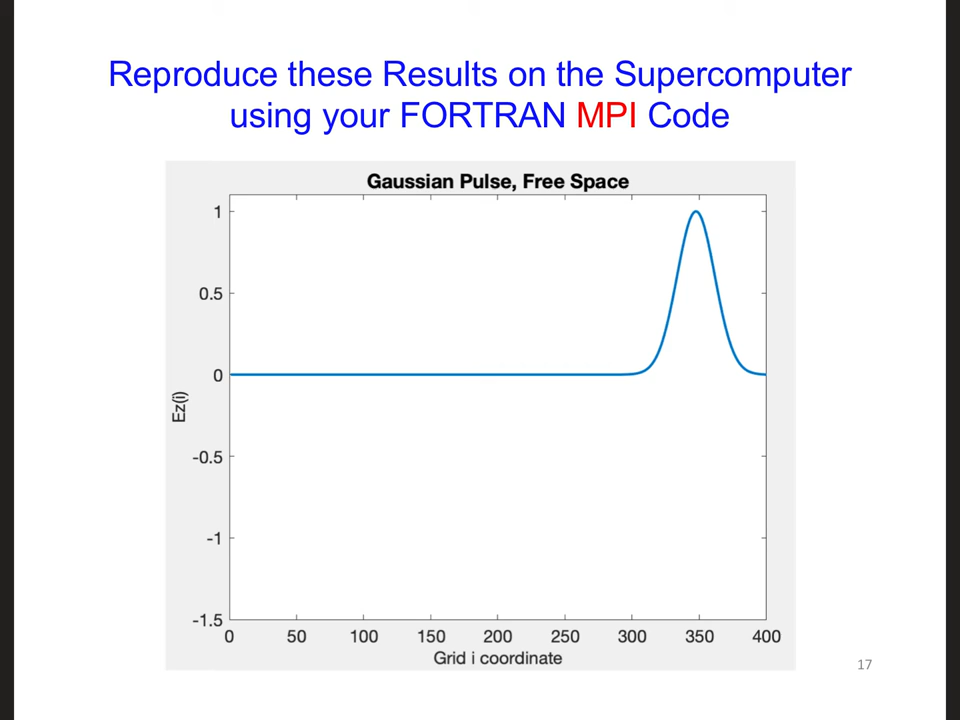 Reproduce these Results on the Supercomputer
using your FORTRAN MPI Code
Gaussian Pulse, Free Space
1
0.5
0
-0.5
-1
-1.5
Ez(i)
0 50 100 150 200 250 300 350 400
Grid i coordinate
17